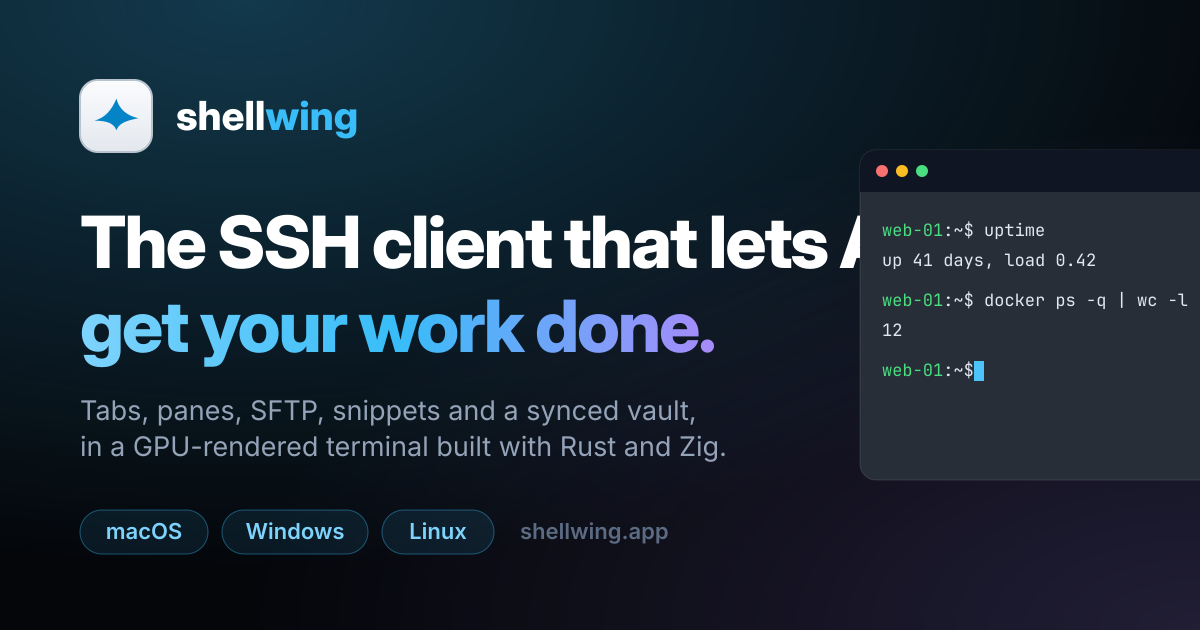 shellwing
The SSH client that lets
get your work done.
Tabs, panes, SFTP, snippets and a synced vault,
in a GPU-rendered terminal built with Rust and Zig.
macOS
Windows
Linux
shellwing.app
web-01:~$ uptime
up 41 days, load 0.42
web-01:~$ docker ps -q | wc -l
12
web-01:~$